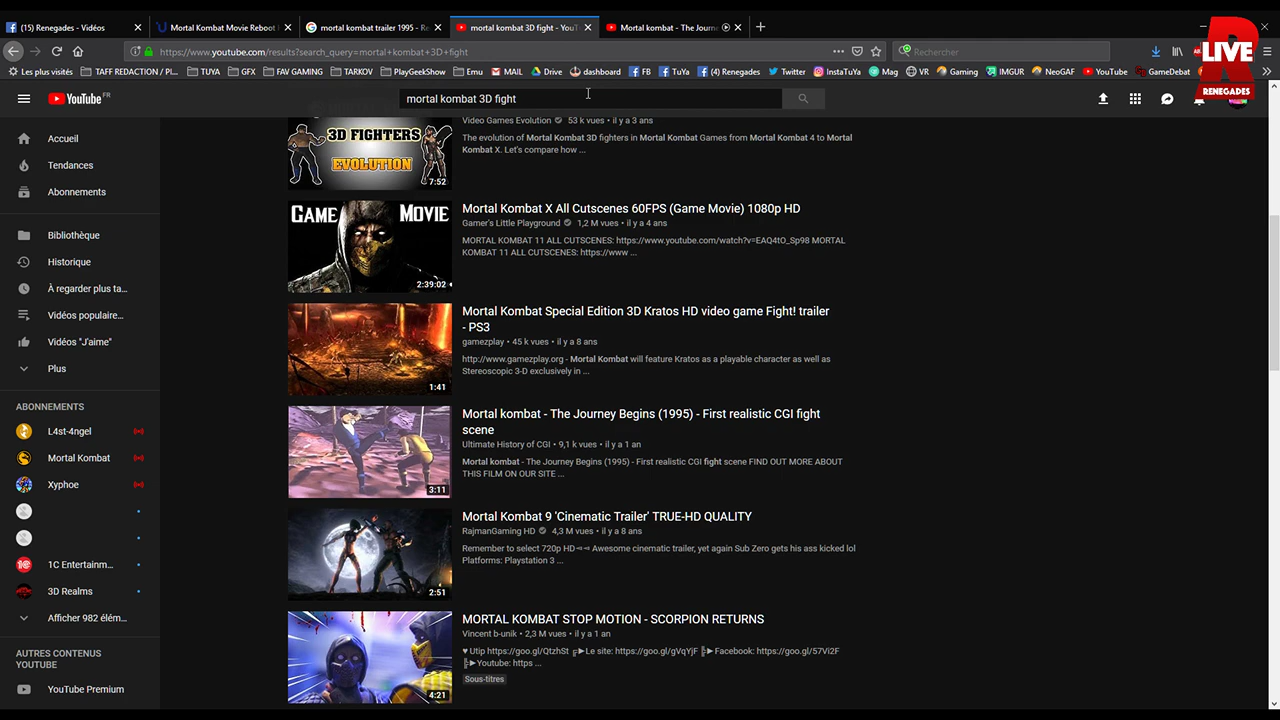 (15) Renegades - Vidéos
Mortal Kombat Movie Reboot
mortal kombat trailer 1995 - Re
mortal kombat 3D fight - YouT
Mortal kombat - The Journe
https://www.youtube.com/results?search_query=mortal+kombat+3D+fight
Rechercher
Les plus visités
TAFF REDACTION / PL...
TUYA
GFX
FAV GAMING
TARKOV
PlayGeekShow
Emu
MAIL
Drive
dashboard
FB
TuYa
(4) Renegades
Twitter
InstaTuYa
Mag
VR
Gaming
IMGUR
NeoGAF
YouTube
GameDebat
LIVE
RENEGADES
YouTube FR
mortal kombat 3D fight
Accueil
Tendances
Abonnements
Bibliothèque
Historique
À regarder plus ta...
Vidéos populaire...
Vidéos "J'aime"
Plus
ABONNEMENTS
L4st-4ngel
Mortal Kombat
Xyphoe
1C Entertainm...
3D Realms
Afficher 982 élém...
AUTRES CONTENUS
YOUTUBE
YouTube Premium
3D FIGHTERS
EVOLUTION
7:52
Video Games Evolution 53 k vues • il y a 3 ans
The evolution of Mortal Kombat 3D fighters in Mortal Kombat Games from Mortal Kombat 4 to Mortal
Kombat X. Let's compare how ...
GAME MOVIE
2:39:02
Mortal Kombat X All Cutscenes 60FPS (Game Movie) 1080p HD
Gamer's Little Playground 1,2 M vues • il y a 4 ans
MORTAL KOMBAT 11 ALL CUTSCENES: https://www.youtube.com/watch?v=EAQ4tO_Sp98 MORTAL
KOMBAT 11 ALL CUTSCENES: https://www ...
1:41
Mortal Kombat Special Edition 3D Kratos HD video game Fight! trailer
- PS3
gamezplay • 45 k vues • il y a 8 ans
http://www.gamezplay.org - Mortal Kombat will feature Kratos as a playable character as well as
Stereoscopic 3-D exclusively in ...
3:11
Mortal kombat - The Journey Begins (1995) - First realistic CGI fight
scene
Ultimate History of CGI • 9,1 k vues • il y a 1 an
Mortal kombat - The Journey Begins (1995) - First realistic CGI fight scene FIND OUT MORE ABOUT
THIS FILM ON OUR SITE ...
2:51
Mortal Kombat 9 'Cinematic Trailer' TRUE-HD QUALITY
RajmanGaming HD 4,3 M vues • il y a 8 ans
Remember to select 720p HD◅◅ Awesome cinematic trailer, yet again Sub Zero gets his ass kicked lol
Platforms: Playstation 3 ...
4:21
MORTAL KOMBAT STOP MOTION - SCORPION RETURNS
Vincent b-unik • 2,3 M vues • il y a 1 an
♥ Utip https://goo.gl/QtzhSt ╔►Le site: https://goo.gl/gVqYjF ╠►Facebook: https://goo.gl/57Vi2F
╠►Youtube: https ...
Sous-titres